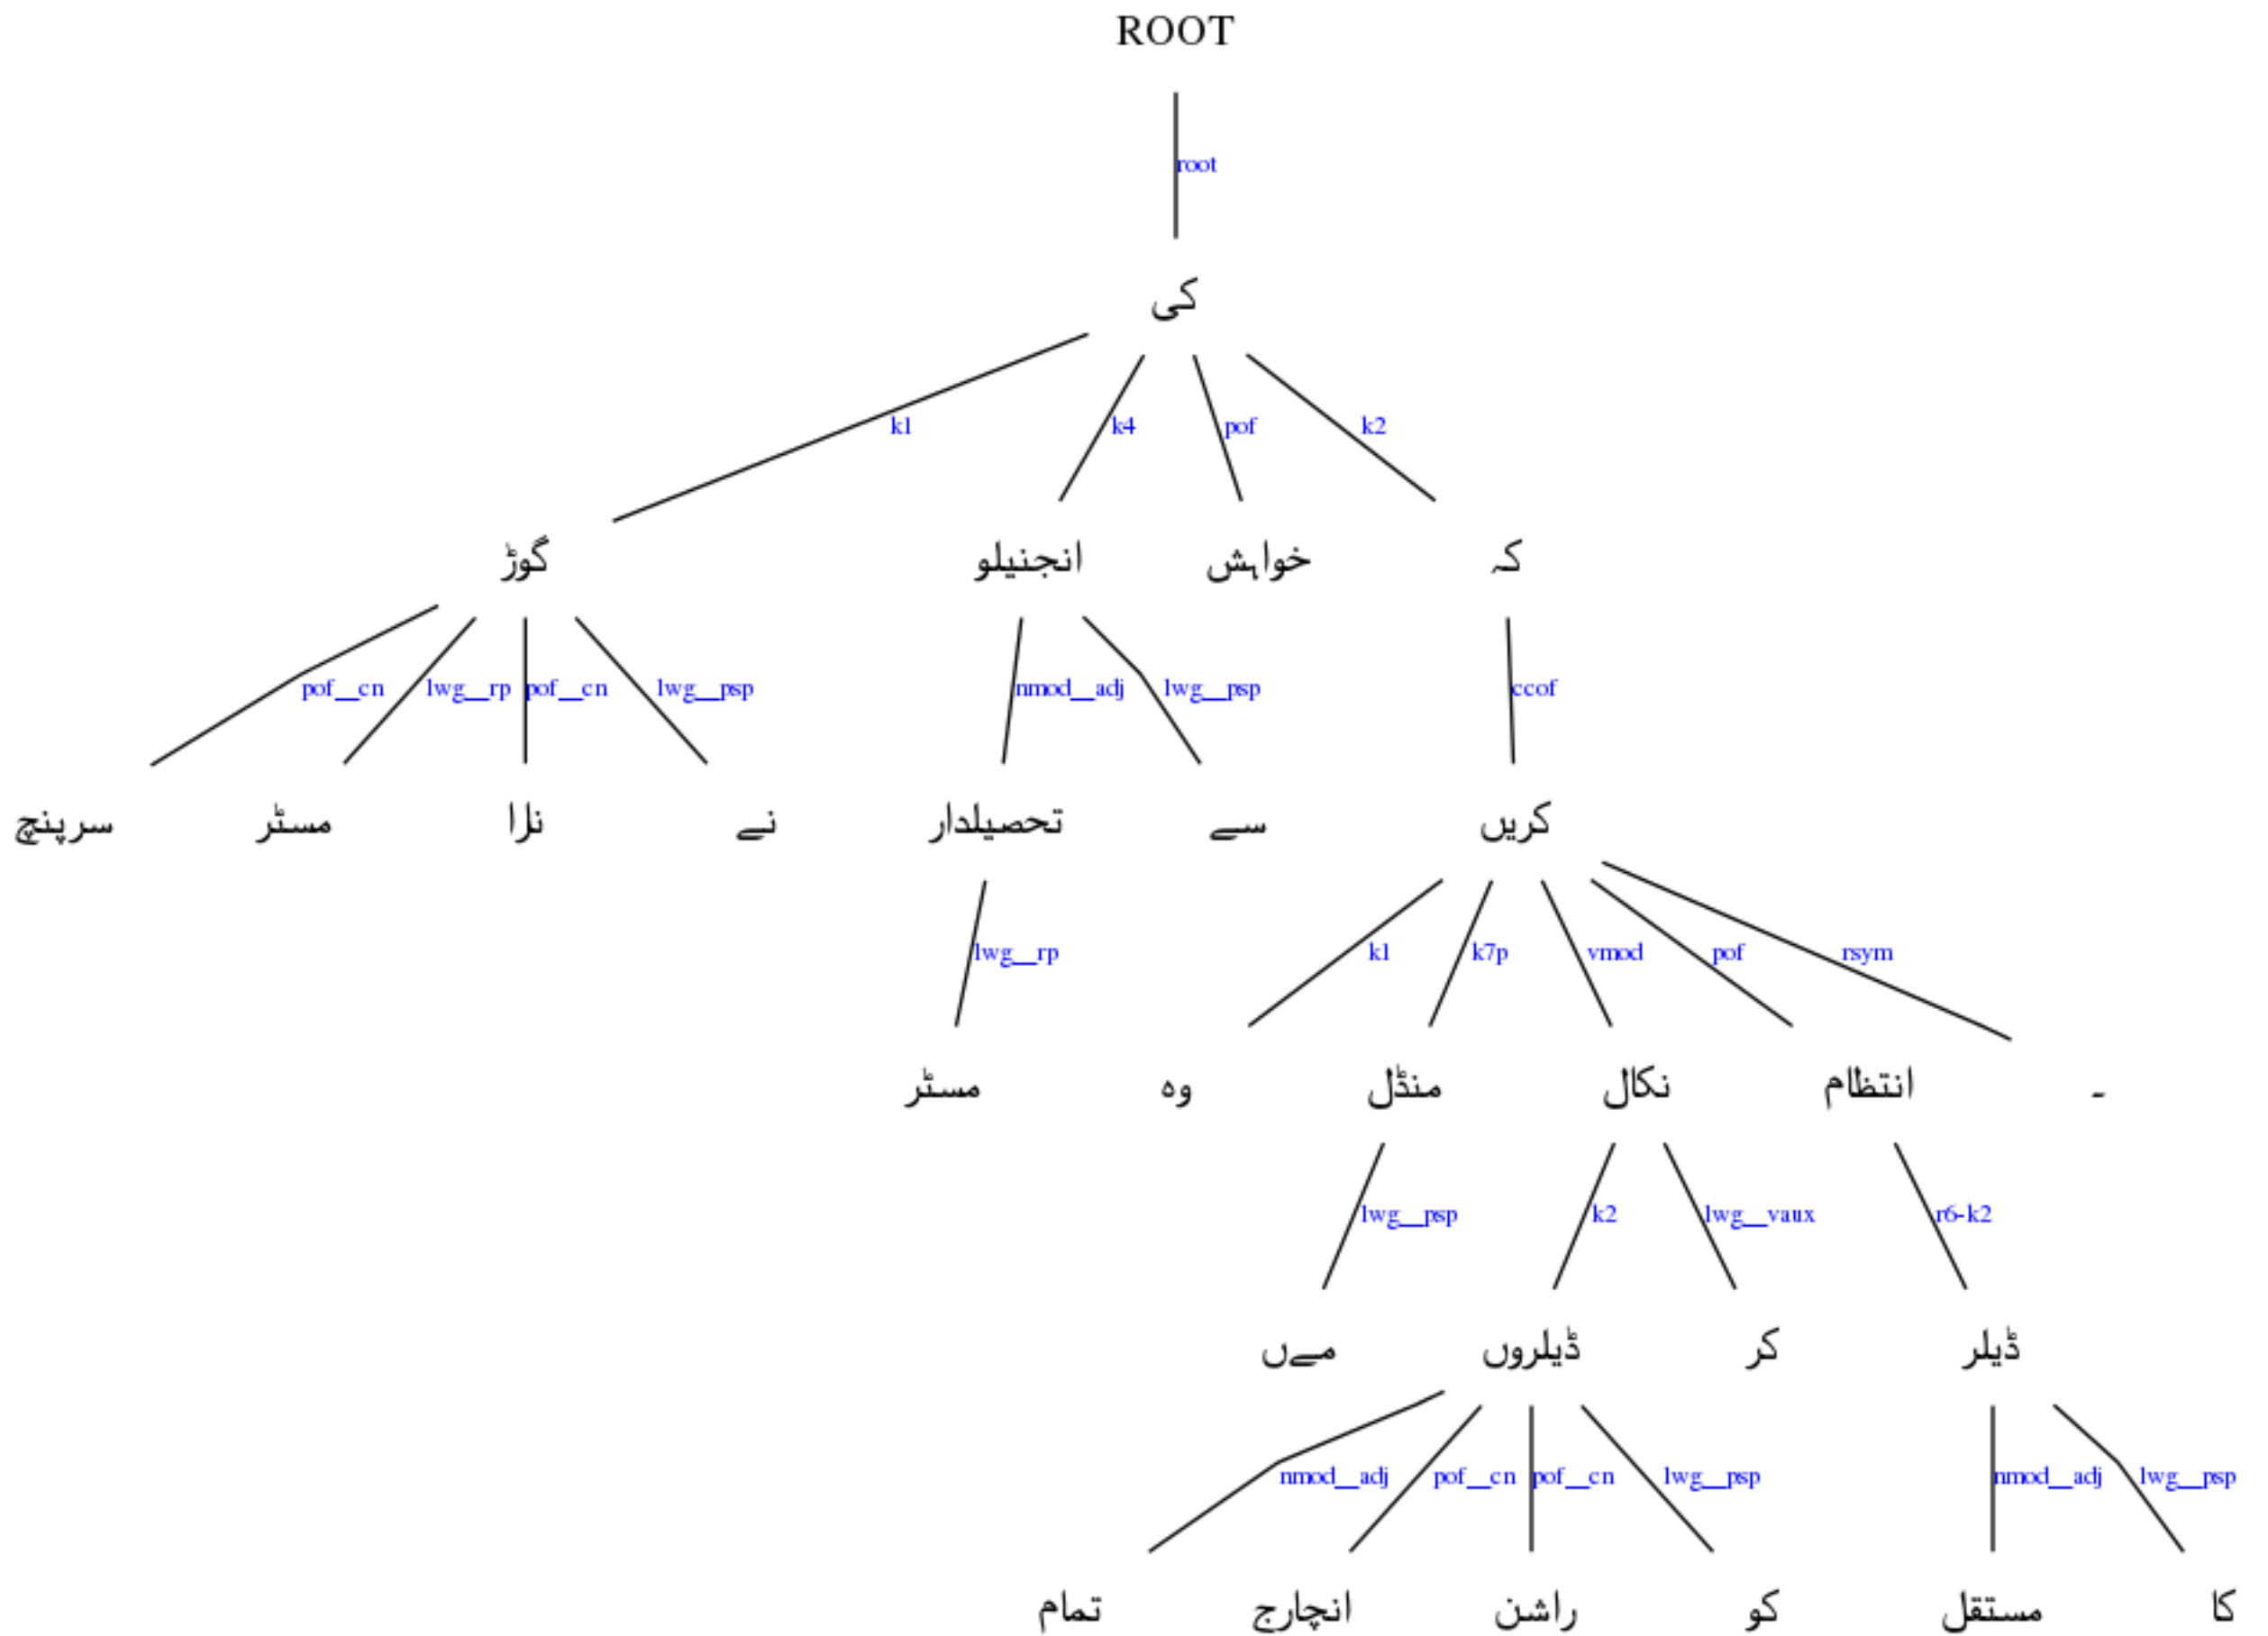 ROOT
root
کی
k1 k4 pof k2
گوڑ انجنیلو خواہش کہ
pof__cn lwg__rp pof__cn lwg__psp nmod__adj lwg__psp ccof
سرپنچ مسٹر نے تحصیلدار سے کریں
lwg__rp k1 k7p vmod pof rsym
مسٹر وہ منڈل نکال انتظام ۔
lwg__psp k2 lwg__vaux r6-k2
مےں ڈیلروں کر ڈیلر
nmod__adj pof__cn pof__cn lwg__psp nmod__adj lwg__psp
تمام انچارج راشن کو مستقل کا